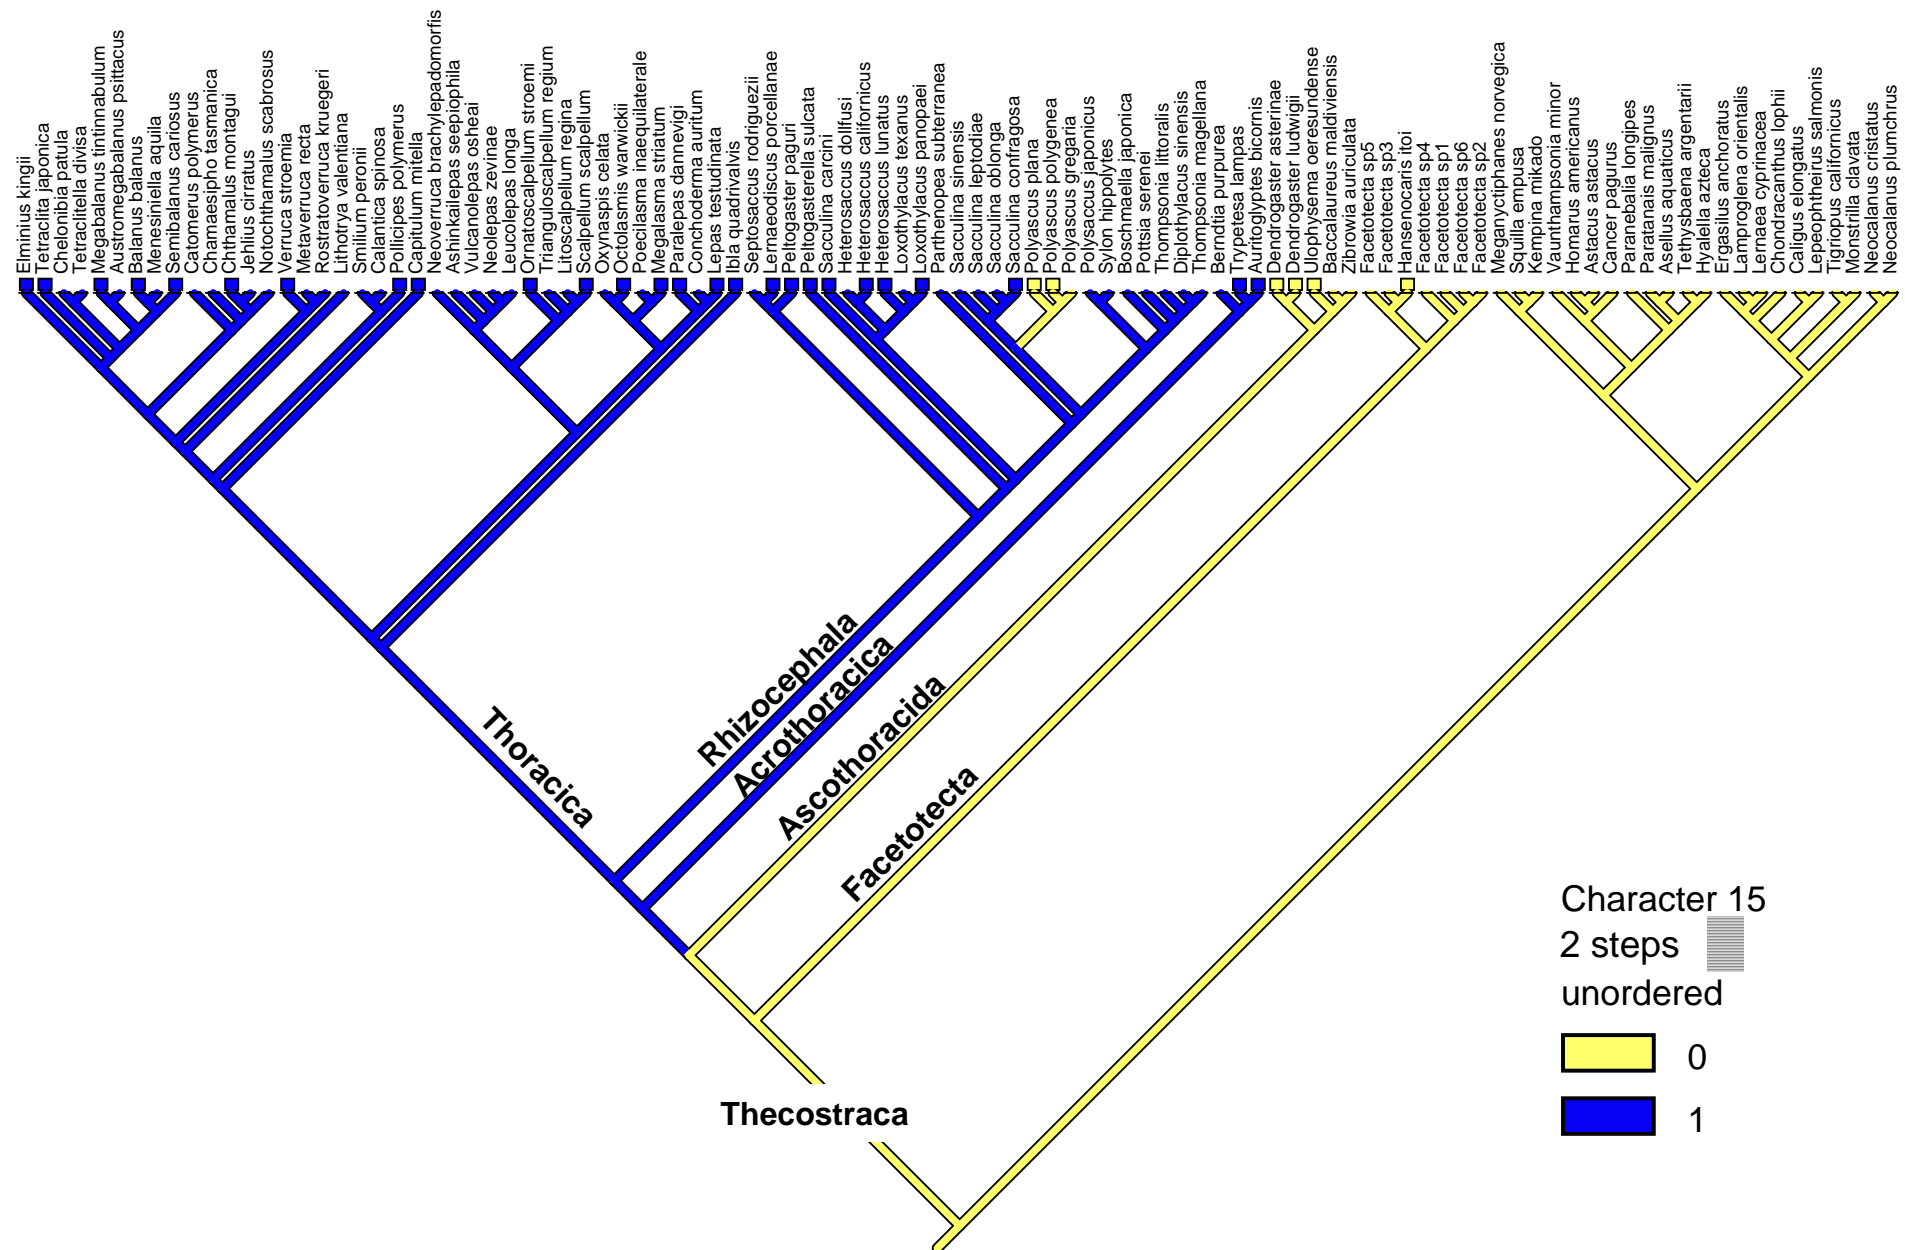 Elminius kingii
Tetraclita japonica
Chelonibia patula
Tetraclitella divisa
Megabalanus tintinnabulum
Austromegabalanus psittacus
Balanus balanus
Menesiniella aquila
Semibalanus cariosus
Catomerus polymerus
Chamaesipho tasmanica
Chthamalus montagui
Jehlius cirratus
Notochthamalus scabrosus
Verruca stroemia
Metaverruca recta
Rostratoverruca kruegeri
Lithotrya valentiana
Smilium peronii
Calantica spinosa
Pollicipes polymerus
Capitulum mitella
Neoverruca brachylepadomorfis
Ashinkailepas seepiophila
Vulcanolepas osheai
Neolepas zevinae
Leucolepas longa
Ornatoscalpellum stroemi
Trianguloscalpellum regium
Litoscalpellum regina
Scalpellum scalpellum
Oxynaspis celata
Octolasmis warwickii
Poecilasma inaequilaterale
Megalasma striatum
Paralepas dannevigi
Conchoderma auritum
Lepas testudinata
Ibla quadrivalvis
Septosaccus rodriguezii
Lernaeodiscus porcellanae
Peltogaster paguri
Peltogasterella sulcata
Sacculina carcini
Heterosaccus dollfusi
Heterosaccus californicus
Heterosaccus lunatus
Loxothylacus texanus
Loxothylacus panopaei
Parthenopea subterranea
Sacculina sinensis
Sacculina leptodiae
Sacculina oblonga
Sacculina confragosa
Polyascus plana
Polyascus polygenea
Polyascus gregaria
Polysaccus japonicus
Sylon hippolytes
Boschmaella japonica
Pottsia serenei
Thompsonia littoralis
Diplothylacus sinensis
Thompsonia magellana
Berndtia purpurea
Trypetesa lampas
Auritoglyptes bicornis
Dendrogaster asterinae
Dendrogaster ludwigii
Ulophysema oeresundense
Baccalaureus maldiviensis
Zibrowia auriculata
Facetotecta sp5
Facetotecta sp3
Hansenocaris itoi
Facetotecta sp4
Facetotecta sp1
Facetotecta sp6
Facetotecta sp2
Meganyctiphanes norvegica
Squilla empusa
Kempina mikado
Vaunthampsonia minor
Homarus americanus
Astacus astacus
Cancer pagurus
Paranebalia longipes
Paratanais malignus
Asellus aquaticus
Tethysbaena argentarii
Hyalella azteca
Ergasilus anchoratus
Lamproglena orientalis
Lernaea cyprinacea
Chondracanthus lophii
Caligus elongatus
Lepeophtheirus salmonis
Tigriopus californicus
Monstrilla clavata
Neocalanus cristatus
Neocalanus plumchrus
Thoracica
Rhizocephala
Acrothoracica
Ascothoracida
Facetotecta
Thecostraca
Character 15
2 steps
unordered
0
1